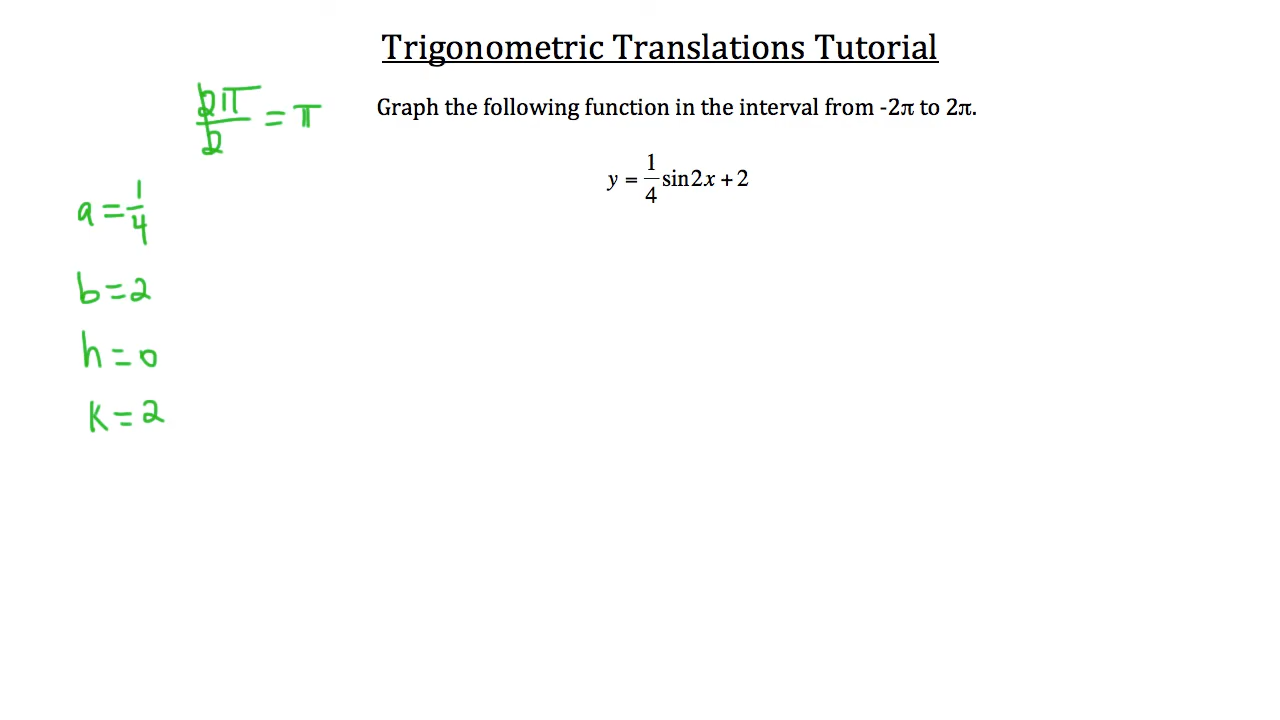 Trigonometric Translations Tutorial
Graph the following function in the interval from -2π to 2π.
y = 1/4 sin2x + 2
2π/2 = π
a = 1/4
b = 2
h = 0
k = 2